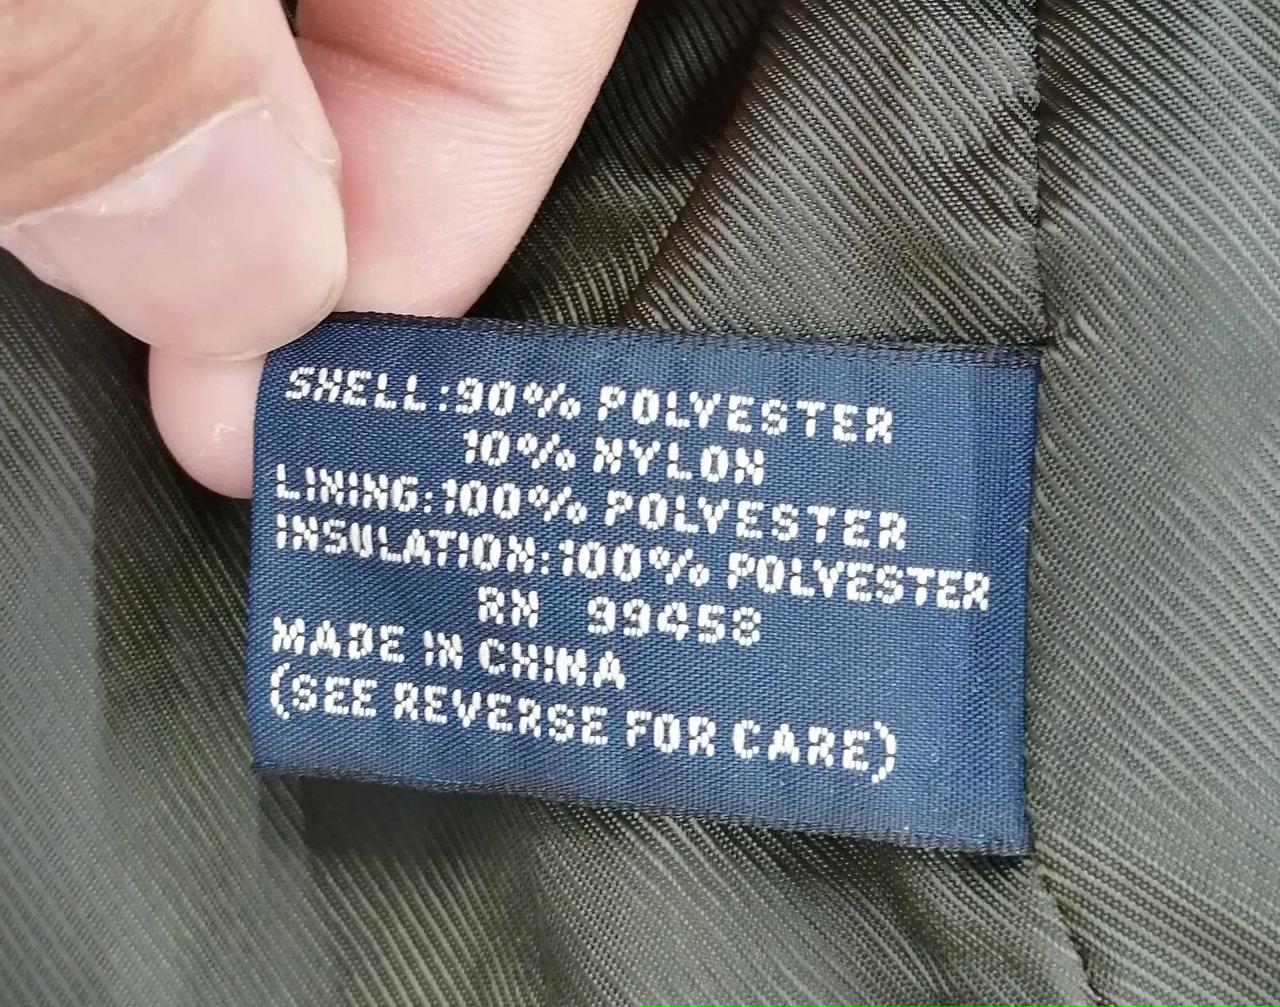 SHELL:90% POLYESTER
10% NYLON
LINING:100% POLYESTER
INSULATION:100% POLYESTER
RN 99458
MADE IN CHINA
(SEE REVERSE FOR CARE)